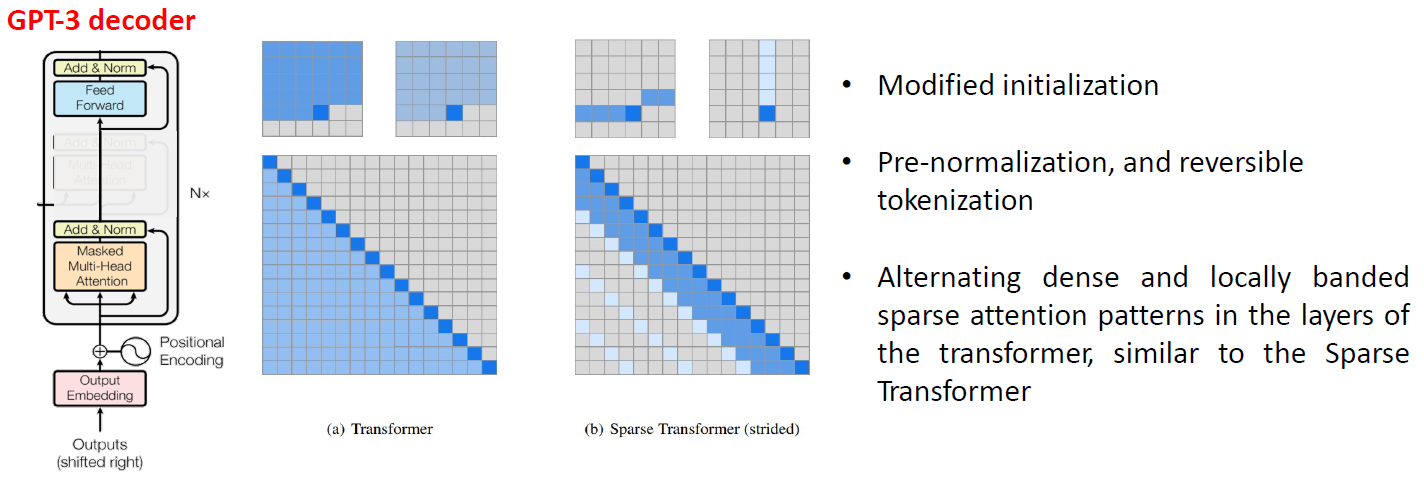 GPT-3 decoder
Add & Norm
Feed
Forward
Add & Norm
Multi-Head
Attention
N×
Add & Norm
Masked
Multi-Head
Attention
Positional
Encoding
Output
Embedding
Outputs
(shifted right)
(a) Transformer
(b) Sparse Transformer (strided)
• Modified initialization
• Pre-normalization, and reversible
tokenization
• Alternating dense and locally banded
sparse attention patterns in the layers of
the transformer, similar to the Sparse
Transformer